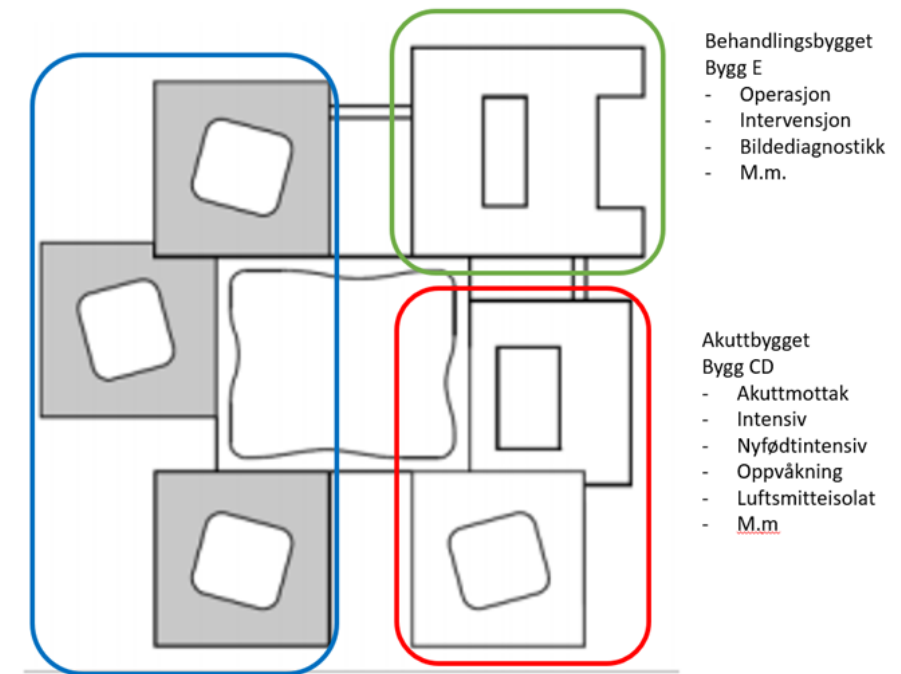 Behandlingsbygget
Bygg E
- Operasjon
- Intervensjon
- Bildediagnostikk
- M.m.
Akuttbygget
Bygg CD
- Akuttmottak
- Intensiv
- Nyfødtintensiv
- Oppvåkning
- Luftsmitteisolat
- M.m